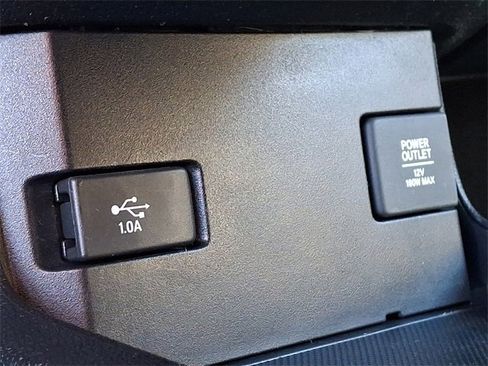 1.0A
POWER
OUTLET
12V
180W MAX